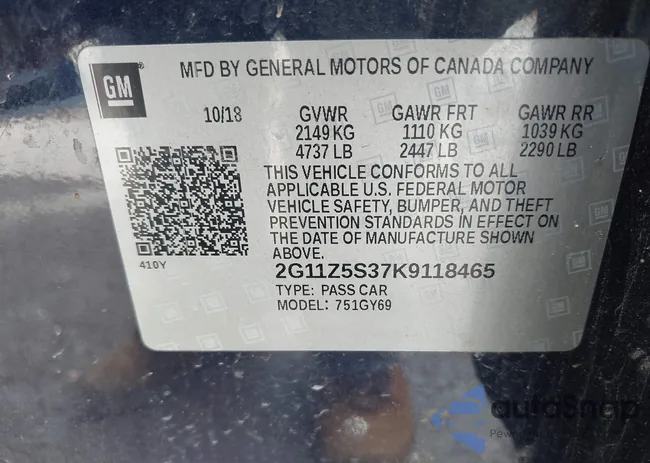 GM
MFD BY GENERAL MOTORS OF CANADA COMPANY
10/18 GVWR GAWR FRT GAWR RR
2149 KG 1110 KG 1039 KG
4737 LB 2447 LB 2290 LB
THIS VEHICLE CONFORMS TO ALL
APPLICABLE U.S. FEDERAL MOTOR
VEHICLE SAFETY, BUMPER, AND THEFT
PREVENTION STANDARDS IN EFFECT ON
THE DATE OF MANUFACTURE SHOWN
ABOVE.
410Y
2G11Z5S37K9118465
TYPE: PASS CAR
MODEL: 751GY69
autoSnap